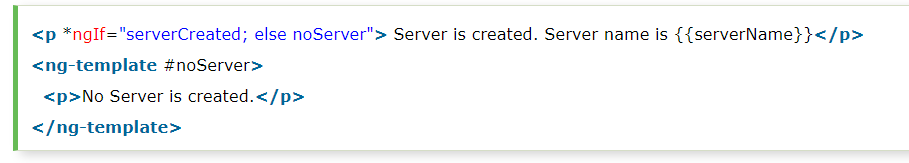 <p *ngIf="serverCreated; else noServer"> Server is created. Server name is {{serverName}}</p>
<ng-template #noServer>
<p>No Server is created.</p>
</ng-template>